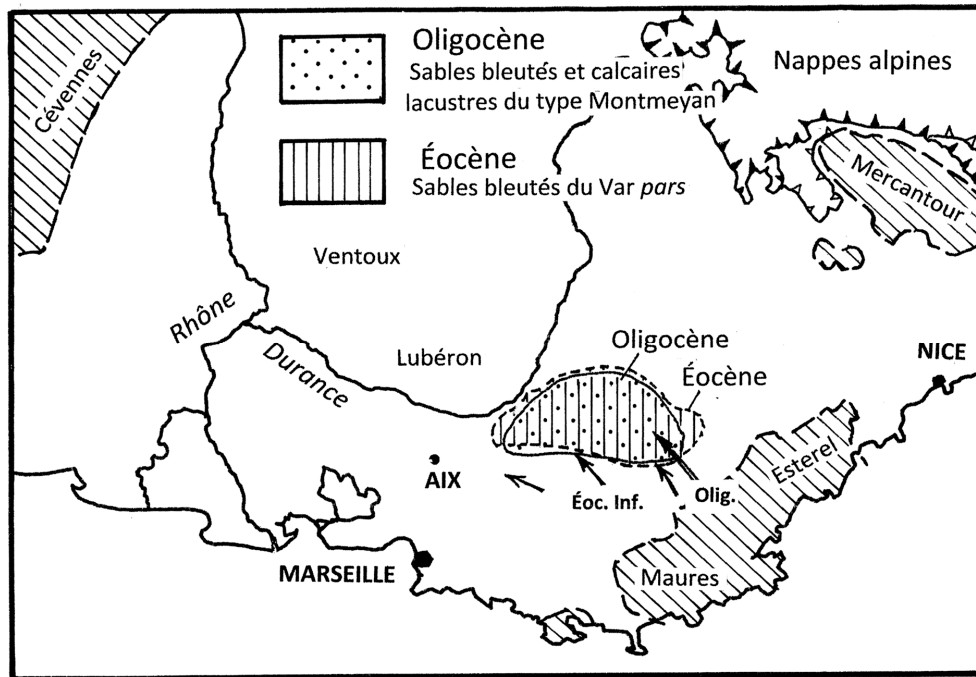 Cévennes
Oligocène
Sables bleutés et calcaires
lacustres du type Montmeyan
Éocène
Sables bleutés du Var pars
Nappes alpines
Mercantour
Ventoux
Rhône
Durance
Lubéron
Oligocène
Éocène
NICE
AIX
Éoc. Inf.
Olig.
Esterel
MARSEILLE
Maures